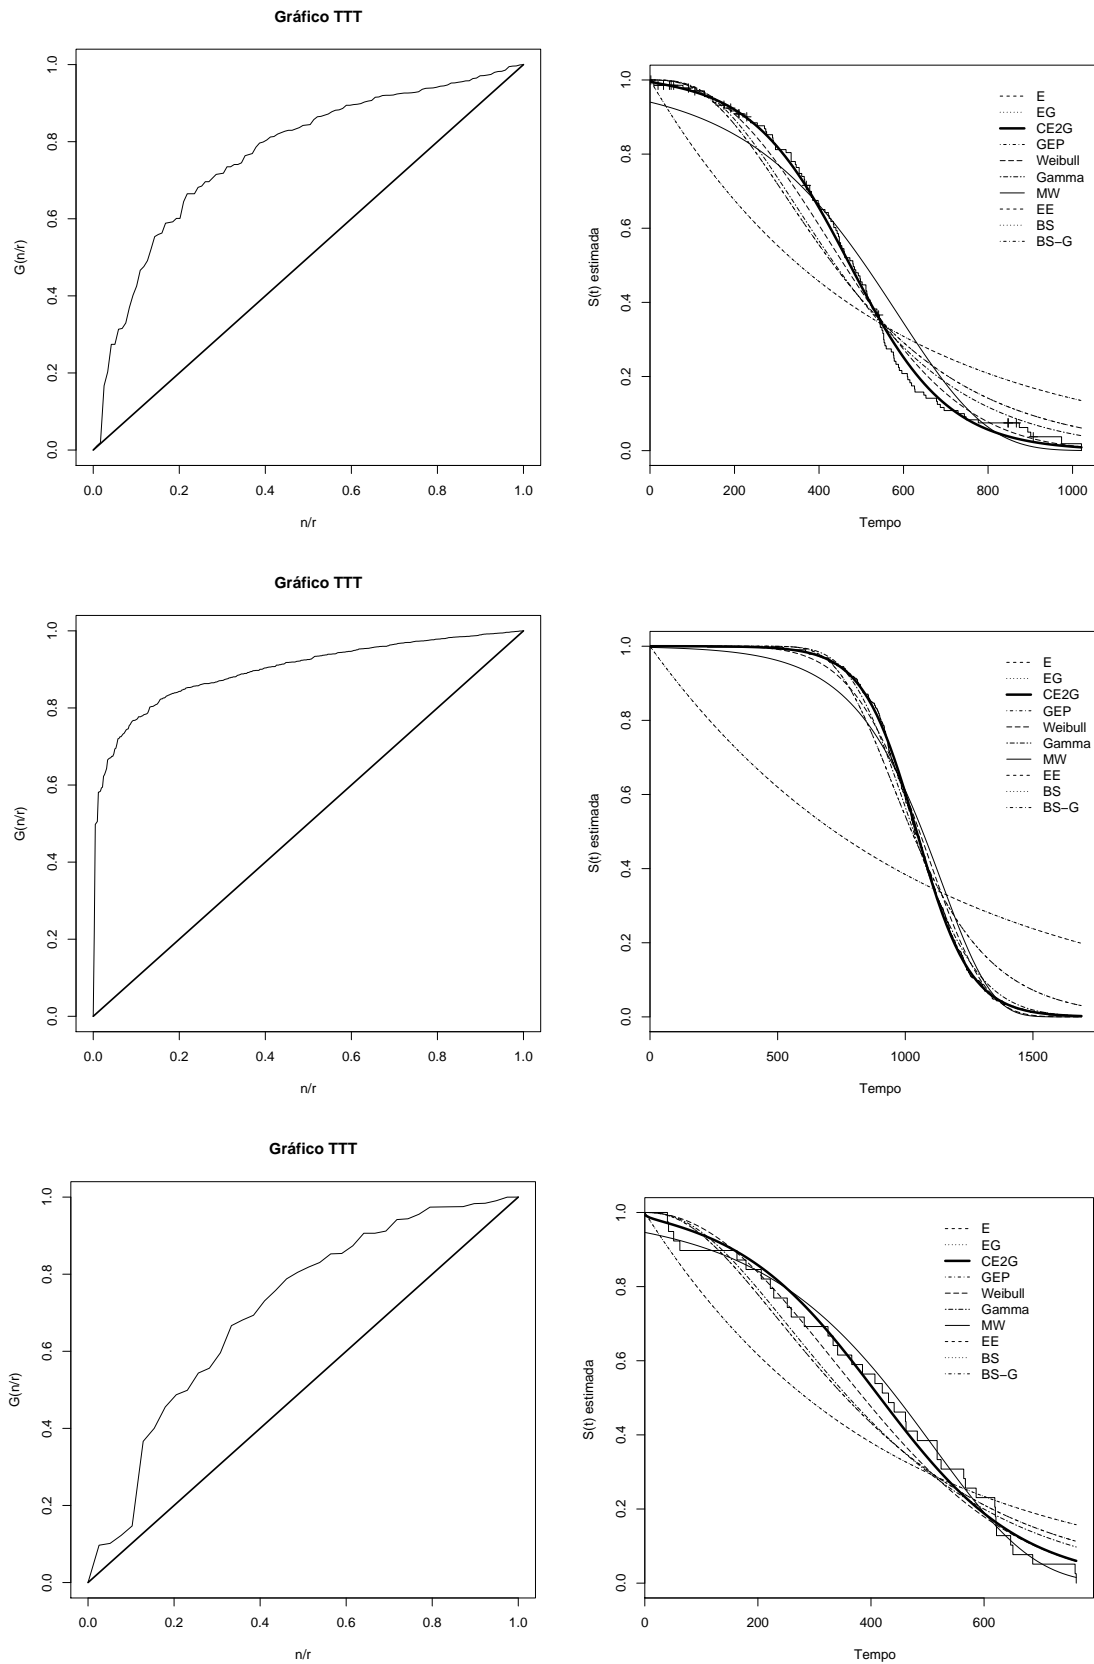 Gráfico TTT
1.0
0.8
0.6
0.4
0.2
0.0
G(n/r)
0.0 0.2 0.4 0.6 0.8 1.0
n/r
1.0
0.8
0.6
0.4
0.2
0.0
S(t) estimada
E
EG
CE2G
GEP
Weibull
Gamma
MW
EE
BS
BS−G
0 200 400 600 800 1000
Tempo
Gráfico TTT
1.0
0.8
0.6
0.4
0.2
0.0
G(n/r)
0.0 0.2 0.4 0.6 0.8 1.0
n/r
1.0
0.8
0.6
0.4
0.2
0.0
S(t) estimada
E
EG
CE2G
GEP
Weibull
Gamma
MW
EE
BS
BS−G
0 500 1000 1500
Tempo
Gráfico TTT
1.0
0.8
0.6
0.4
0.2
0.0
G(n/r)
0.0 0.2 0.4 0.6 0.8 1.0
n/r
1.0
0.8
0.6
0.4
0.2
0.0
S(t) estimada
E
EG
CE2G
GEP
Weibull
Gamma
MW
EE
BS
BS−G
0 200 400 600
Tempo